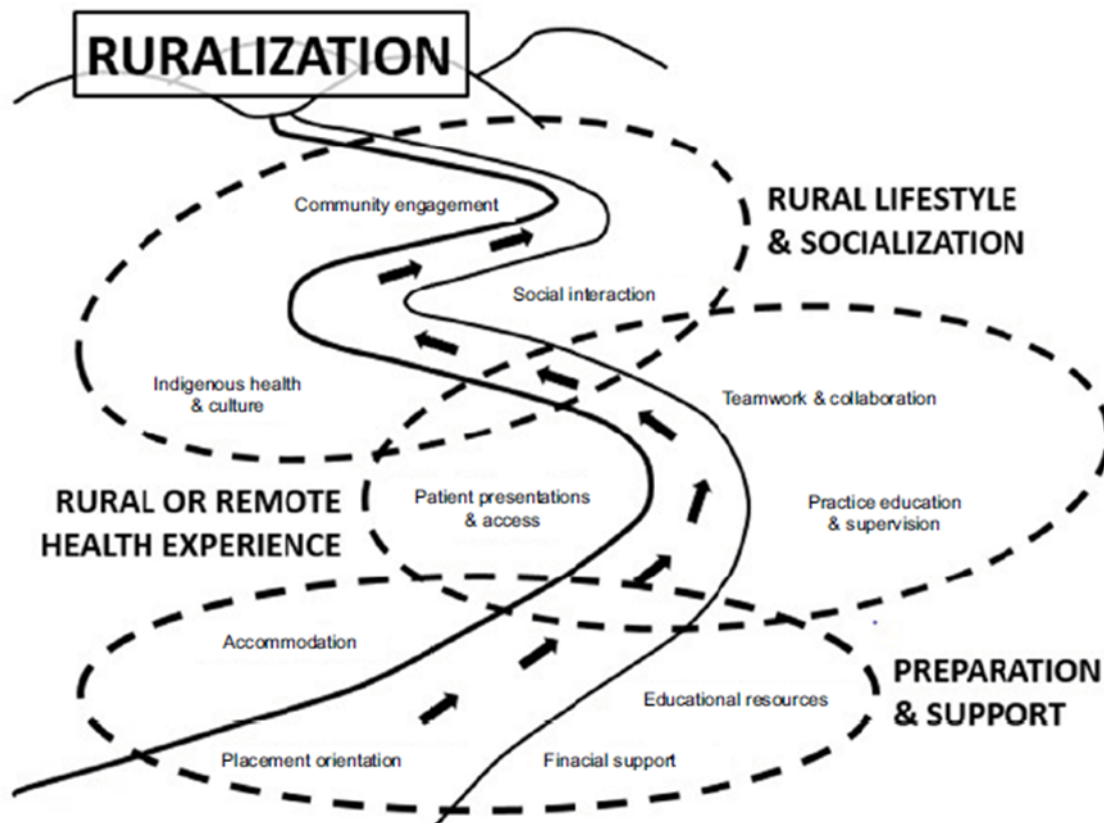 RURALIZATION
Community engagement
RURAL LIFESTYLE
& SOCIALIZATION
Social interaction
Indigenous health
& culture
Teamwork & collaboration
RURAL OR REMOTE
HEALTH EXPERIENCE
Patient presentations
& access
Practice education
& supervision
Accommodation
PREPARATION
& SUPPORT
Educational resources
Placement orientation
Finacial support